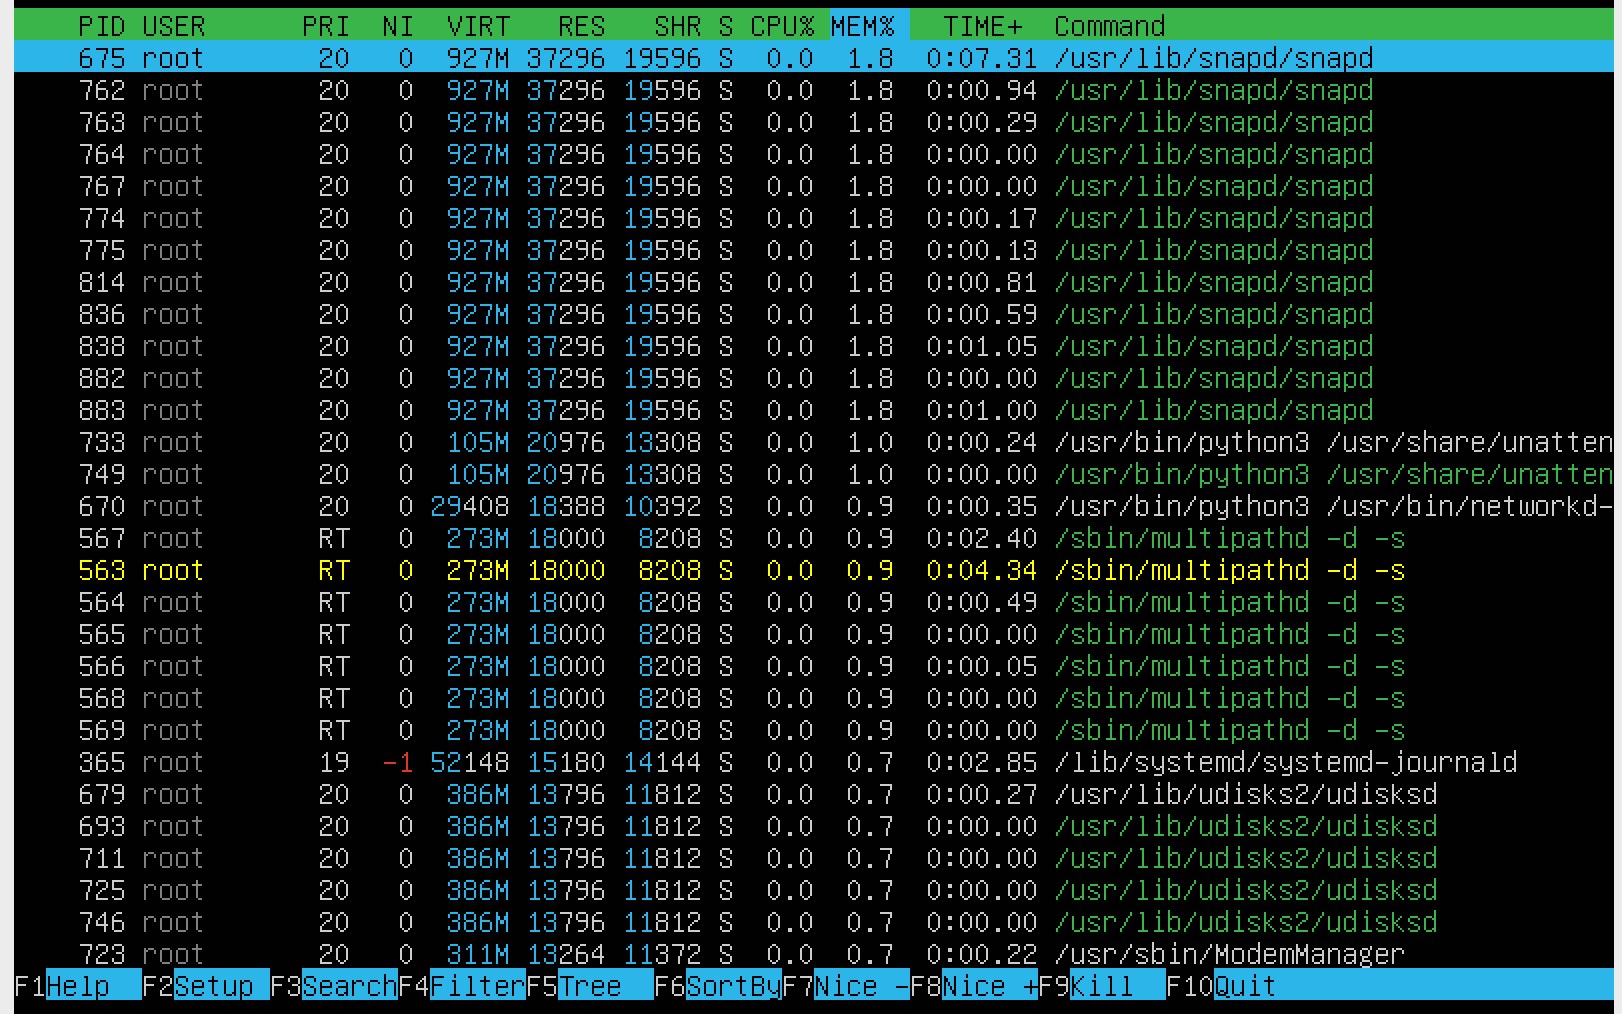 PID USER PRI NI VIRT RES SHR S CPU% MEM% TIME+ Command
675 root 20 0 927M 37296 19596 S 0.0 1.8 0:07.31 /usr/lib/snapd/snapd
762 root 20 0 927M 37296 19596 S 0.0 1.8 0:00.94 /usr/lib/snapd/snapd
763 root 20 0 927M 37296 19596 S 0.0 1.8 0:00.29 /usr/lib/snapd/snapd
764 root 20 0 927M 37296 19596 S 0.0 1.8 0:00.00 /usr/lib/snapd/snapd
767 root 20 0 927M 37296 19596 S 0.0 1.8 0:00.00 /usr/lib/snapd/snapd
774 root 20 0 927M 37296 19596 S 0.0 1.8 0:00.17 /usr/lib/snapd/snapd
775 root 20 0 927M 37296 19596 S 0.0 1.8 0:00.13 /usr/lib/snapd/snapd
814 root 20 0 927M 37296 19596 S 0.0 1.8 0:00.81 /usr/lib/snapd/snapd
836 root 20 0 927M 37296 19596 S 0.0 1.8 0:00.59 /usr/lib/snapd/snapd
838 root 20 0 927M 37296 19596 S 0.0 1.8 0:01.05 /usr/lib/snapd/snapd
882 root 20 0 927M 37296 19596 S 0.0 1.8 0:00.00 /usr/lib/snapd/snapd
883 root 20 0 927M 37296 19596 S 0.0 1.8 0:01.00 /usr/lib/snapd/snapd
733 root 20 0 105M 20976 13308 S 0.0 1.0 0:00.24 /usr/bin/python3 /usr/share/unatten
749 root 20 0 105M 20976 13308 S 0.0 1.0 0:00.00 /usr/bin/python3 /usr/share/unatten
670 root 20 0 29408 18388 10392 S 0.0 0.9 0:00.35 /usr/bin/python3 /usr/bin/networkd-
567 root RT 0 273M 18000 8208 S 0.0 0.9 0:02.40 /sbin/multipathd -d -s
563 root RT 0 273M 18000 8208 S 0.0 0.9 0:04.34 /sbin/multipathd -d -s
564 root RT 0 273M 18000 8208 S 0.0 0.9 0:00.49 /sbin/multipathd -d -s
565 root RT 0 273M 18000 8208 S 0.0 0.9 0:00.00 /sbin/multipathd -d -s
566 root RT 0 273M 18000 8208 S 0.0 0.9 0:00.05 /sbin/multipathd -d -s
568 root RT 0 273M 18000 8208 S 0.0 0.9 0:00.00 /sbin/multipathd -d -s
569 root RT 0 273M 18000 8208 S 0.0 0.9 0:00.00 /sbin/multipathd -d -s
365 root 19 -1 52148 15180 14144 S 0.0 0.7 0:02.85 /lib/systemd/systemd-journald
679 root 20 0 386M 13796 11812 S 0.0 0.7 0:00.27 /usr/lib/udisks2/udisksd
693 root 20 0 386M 13796 11812 S 0.0 0.7 0:00.00 /usr/lib/udisks2/udisksd
711 root 20 0 386M 13796 11812 S 0.0 0.7 0:00.00 /usr/lib/udisks2/udisksd
725 root 20 0 386M 13796 11812 S 0.0 0.7 0:00.00 /usr/lib/udisks2/udisksd
746 root 20 0 386M 13796 11812 S 0.0 0.7 0:00.00 /usr/lib/udisks2/udisksd
723 root 20 0 311M 13264 11372 S 0.0 0.7 0:00.22 /usr/sbin/ModemManager
F1Help F2Setup F3SearchF4FilterF5Tree F6SortByF7Nice -F8Nice +F9Kill F10Quit